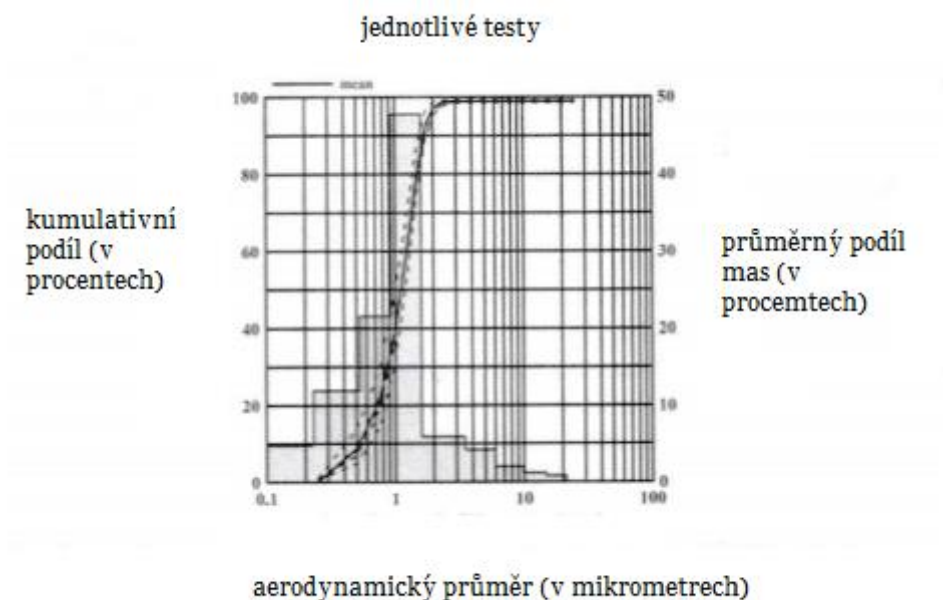 jednotlivé testy
mean
100
80
60
40
20
0
50
40
30
20
10
0
0.1
1
10
100
kumulativní
podíl (v
procentech)
průměrný podíl
mas (v
procemtech)
aerodynamický průměr (v mikrometrech)